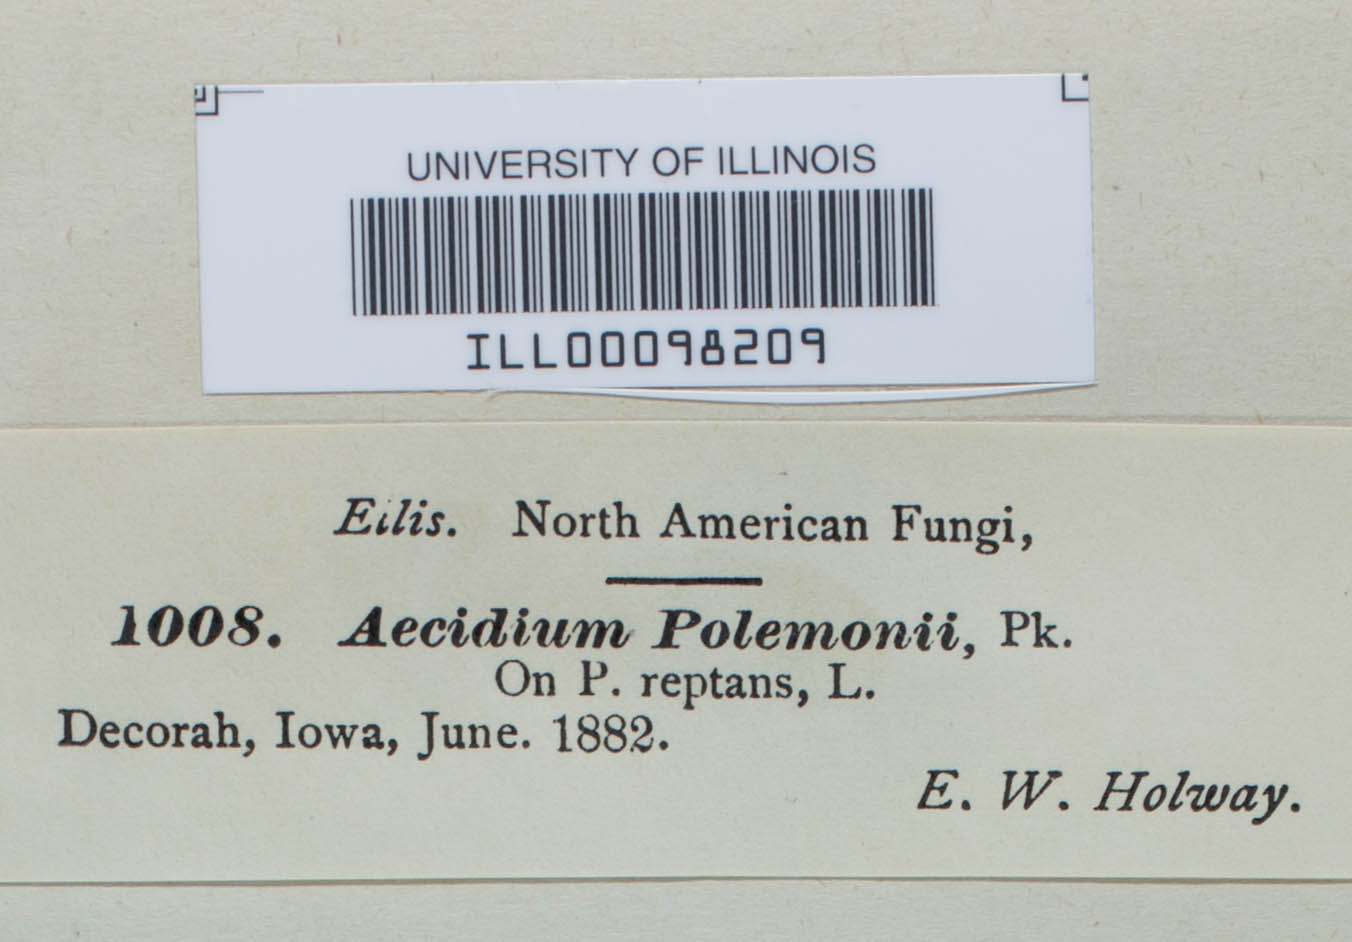 UNIVERSITY OF ILLINOIS
ILL00098209
Ellis. North American Fungi,
1008. Aecidium Polemonii, Pk.
On P. reptans, L.
Decorah, Iowa, June. 1882.
E. W. Holway.